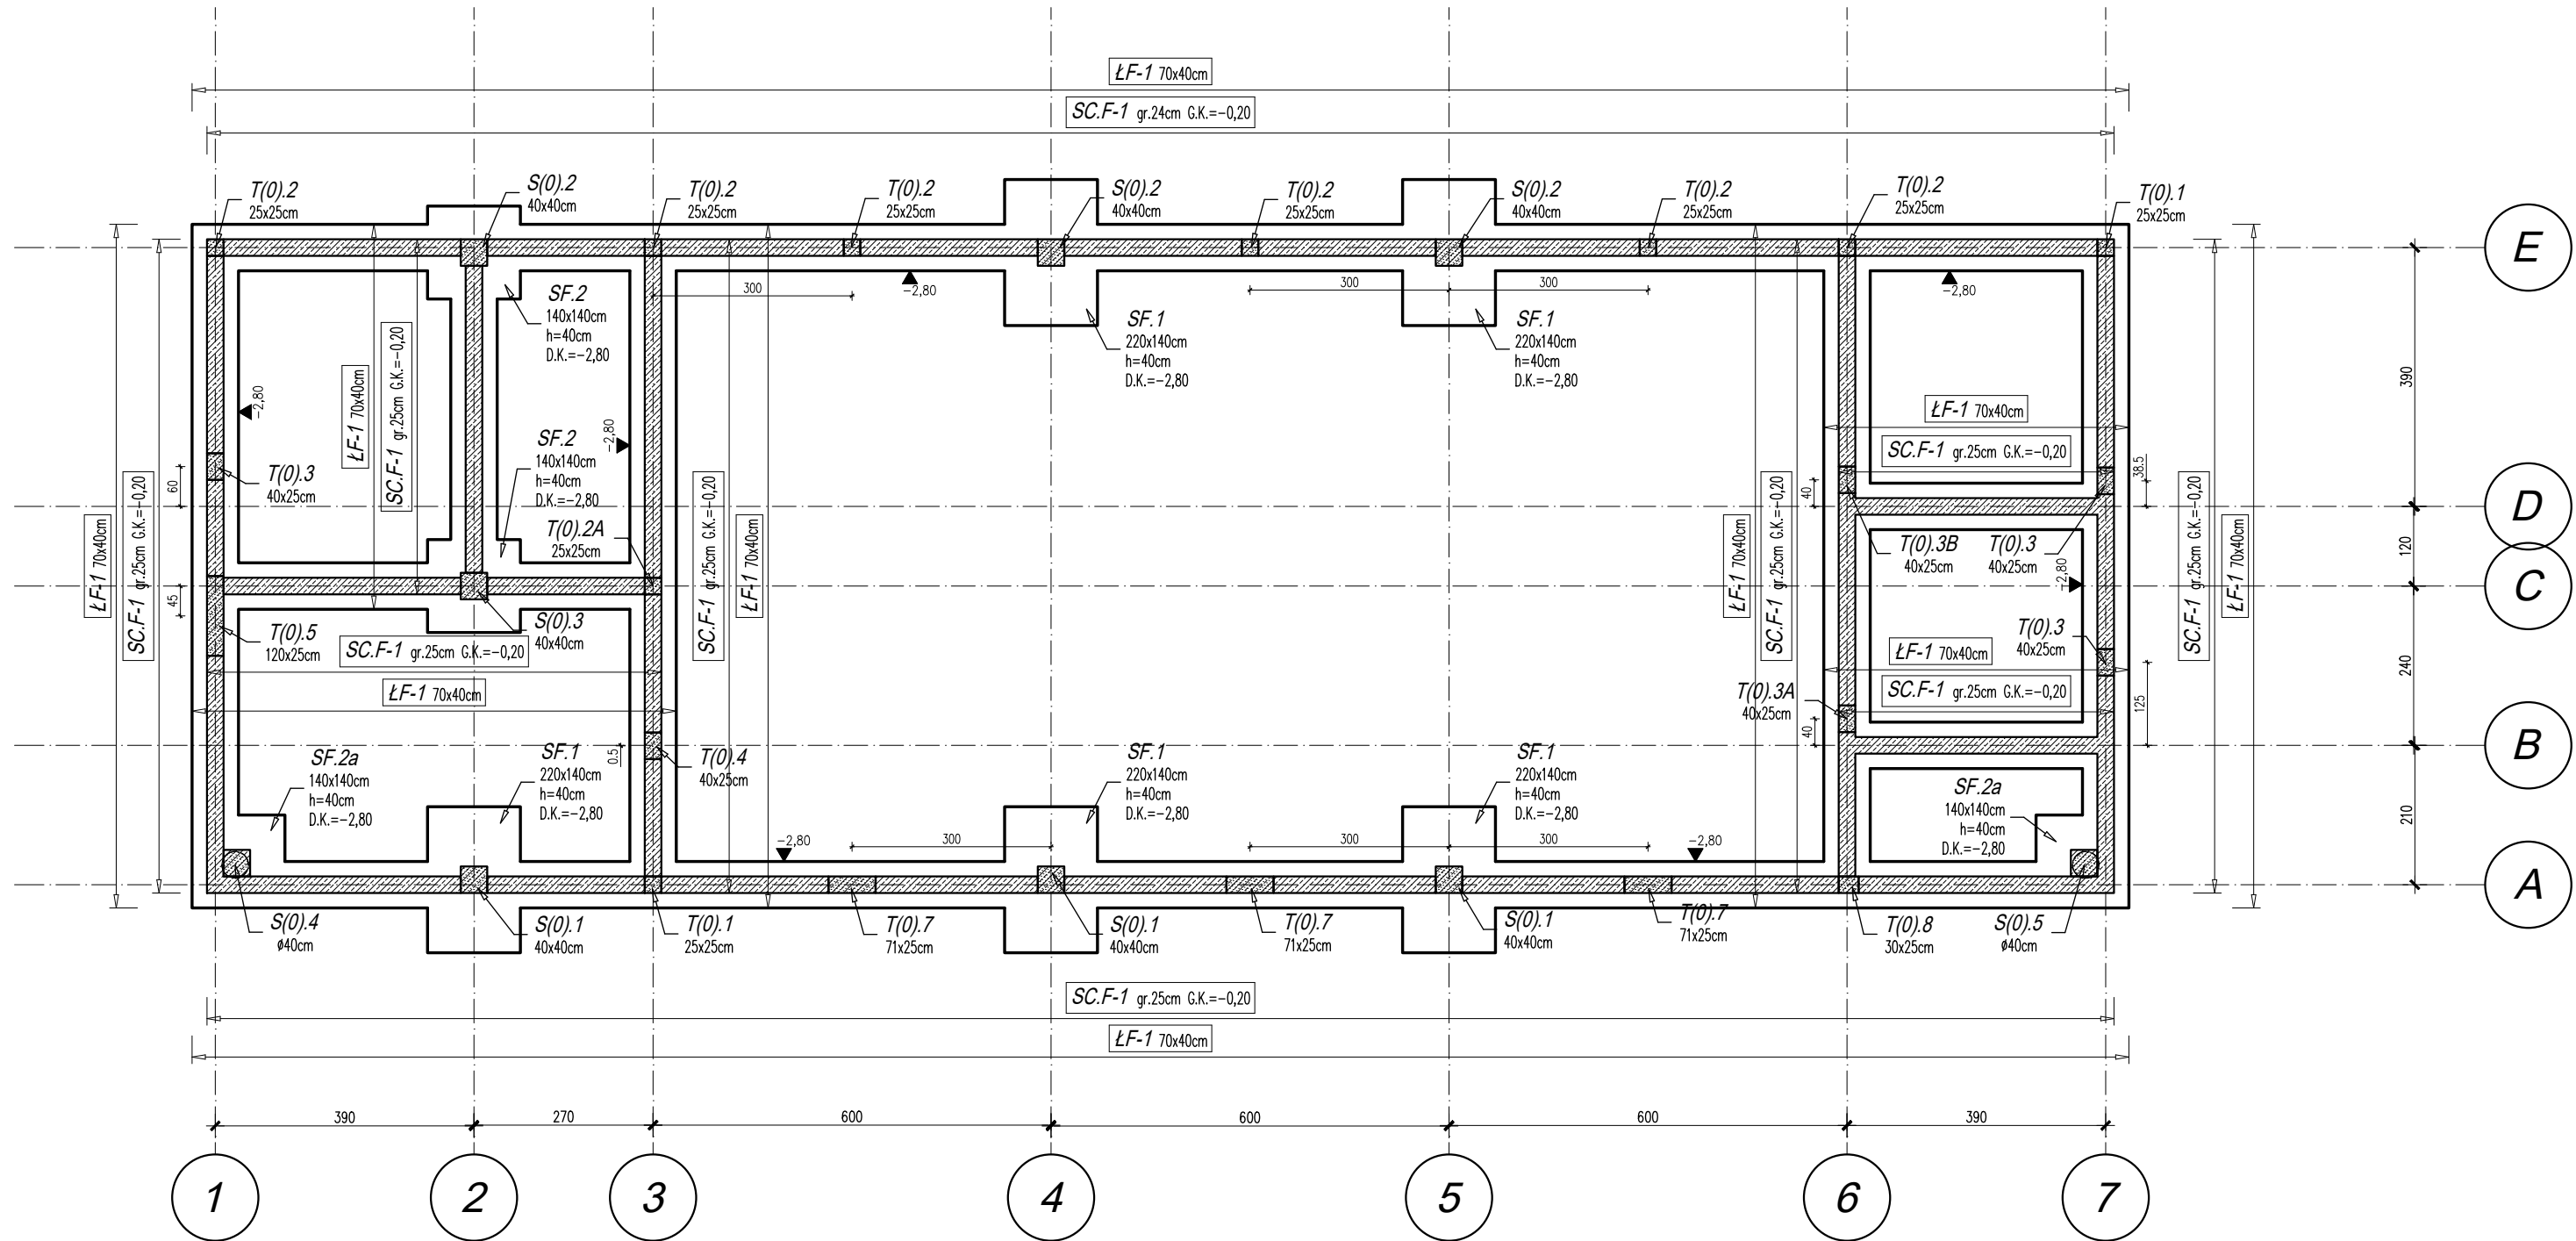 ŁF-1 70x40cm
SC.F-1 gr.24cm G.K.=-0,20
T(0).2
25x25cm
S(0).2
40x40cm
T(0).2
25x25cm
T(0).2
25x25cm
S(0).2
40x40cm
T(0).2
25x25cm
S(0).2
40x40cm
T(0).2
25x25cm
T(0).2
25x25cm
T(0).1
25x25cm
E
300
-2,80
300
300
-2,80
SF.2
140x140cm
h=40cm
D.K.=-2,80
SF.1
220x140cm
h=40cm
D.K.=-2,80
SF.1
220x140cm
h=40cm
D.K.=-2,80
-2,80
ŁF-1 70x40cm
SC.F-1 gr.25cm G.K.=-0,20
390
SF.2
140x140cm
h=40cm
D.K.=-2,80
-2,80
ŁF-1 70x40cm
SC.F-1 gr.25cm G.K.=-0,20
T(0).3
40x25cm
60
40
38.5
D
ŁF-1 70x40cm
SC.F-1 gr.25cm G.K.=-0,20
T(0).2A
25x25cm
SC.F-1 gr.25cm G.K.=-0,20
ŁF-1 70x40cm
ŁF-1 70x40cm
SC.F-1 gr.25cm G.K.=-0,20
T(0).3B
40x25cm
T(0).3
40x25cm
-2,80
SC.F-1 gr.25cm G.K.=-0,20
ŁF-1 70x40cm
120
C
45
T(0).5
120x25cm
S(0).3
40x40cm
SC.F-1 gr.25cm G.K.=-0,20
ŁF-1 70x40cm
T(0).3
40x25cm
ŁF-1 70x40cm
SC.F-1 gr.25cm G.K.=-0,20
T(0).3A
40x25cm
40
125
240
B
SF.2a
140x140cm
h=40cm
D.K.=-2,80
SF.1
220x140cm
h=40cm
D.K.=-2,80
0.5
T(0).4
40x25cm
SF.1
220x140cm
h=40cm
D.K.=-2,80
SF.1
220x140cm
h=40cm
D.K.=-2,80
SF.2a
140x140cm
h=40cm
D.K.=-2,80
210
-2,80
300
300
300
-2,80
A
S(0).4
ø40cm
S(0).1
40x40cm
T(0).1
25x25cm
T(0).7
71x25cm
S(0).1
40x40cm
T(0).7
71x25cm
S(0).1
40x40cm
T(0).7
71x25cm
T(0).8
30x25cm
S(0).5
ø40cm
SC.F-1 gr.25cm G.K.=-0,20
ŁF-1 70x40cm
390
270
600
600
600
390
1
2
3
4
5
6
7